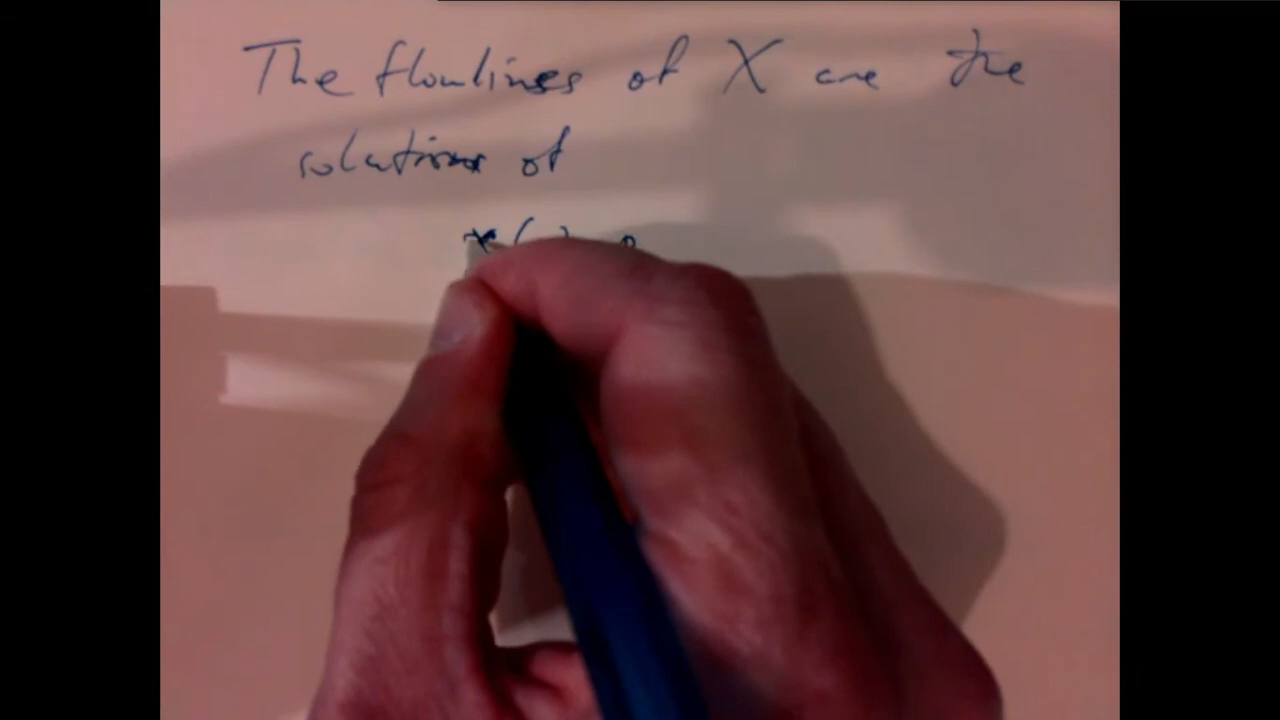 The flowlines of X are the
solutions of
x( )